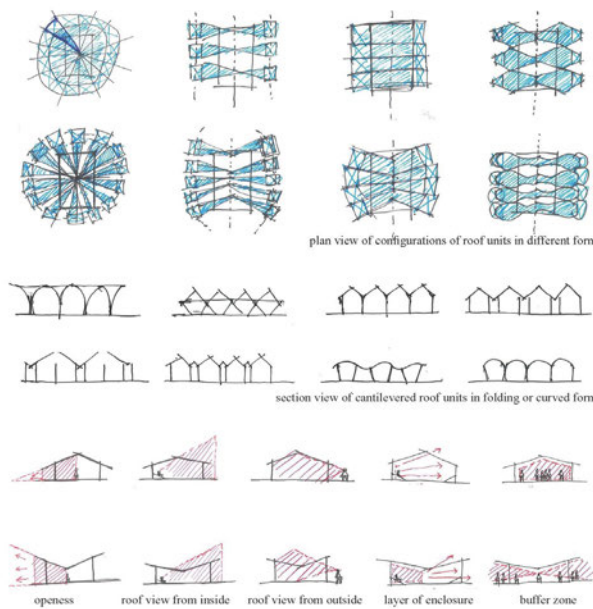 plan view of configurations of roof units in different form
section view of cantilevered roof units in folding or curved form
openess
roof view from inside
roof view from outside
layer of enclosure
buffer zone